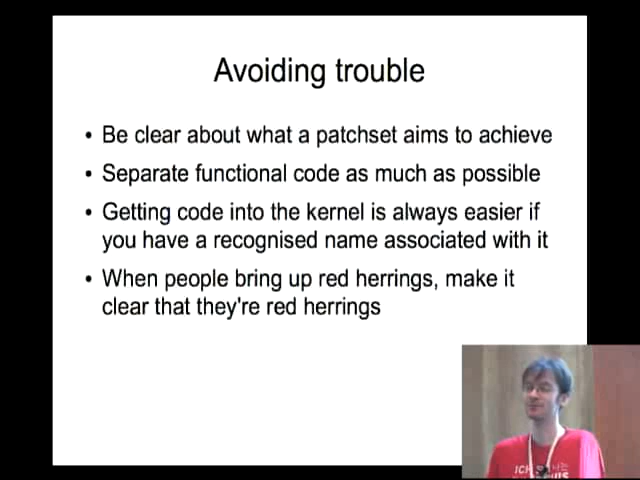 Avoiding trouble
• Be clear about what a patchset aims to achieve
• Separate functional code as much as possible
• Getting code into the kernel is always easier if
you have a recognised name associated with it
• When people bring up red herrings, make it
clear that they're red herrings
ICH